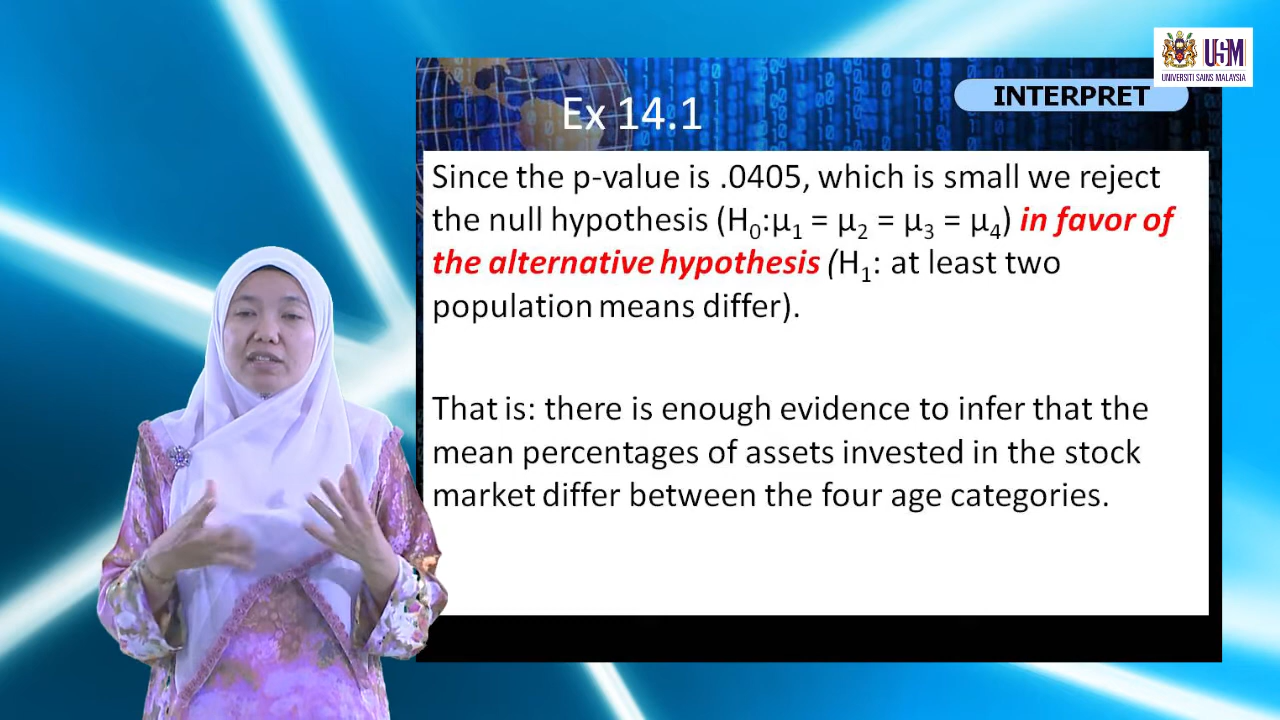 USM
UNIVERSITI SAINS MALAYSIA
INTERPRET
Ex 14.1
Since the p-value is .0405, which is small we reject
the null hypothesis (H₀:µ₁ = µ₂ = µ₃ = µ₄) in favor of
the alternative hypothesis (H₁: at least two
population means differ).
That is: there is enough evidence to infer that the
mean percentages of assets invested in the stock
market differ between the four age categories.